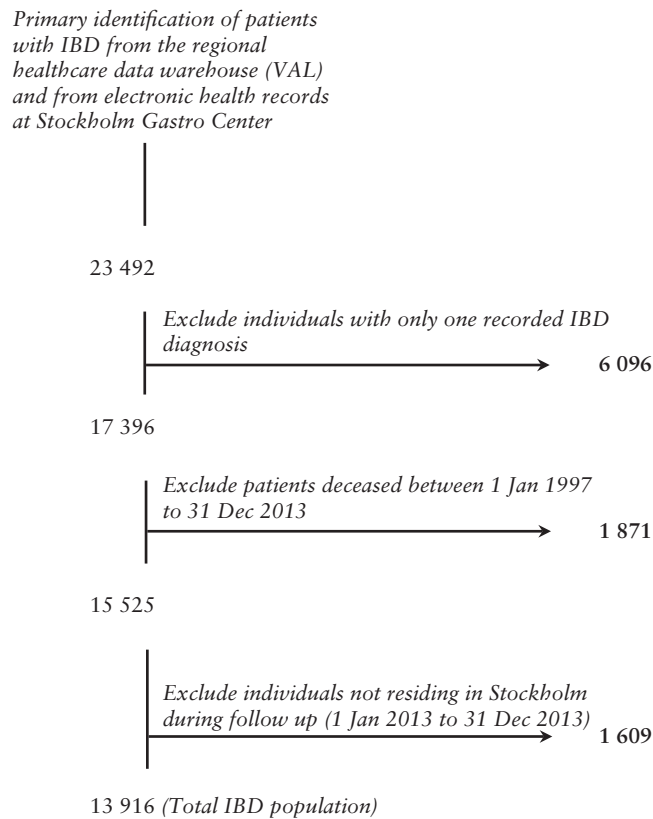 Primary identification of patients
with IBD from the regional
healthcare data warehouse (VAL)
and from electronic health records
at Stockholm Gastro Center
23 492
Exclude individuals with only one recorded IBD
diagnosis
6 096
17 396
Exclude patients deceased between 1 Jan 1997
to 31 Dec 2013
1 871
15 525
Exclude individuals not residing in Stockholm
during follow up (1 Jan 2013 to 31 Dec 2013)
1 609
13 916 (Total IBD population)